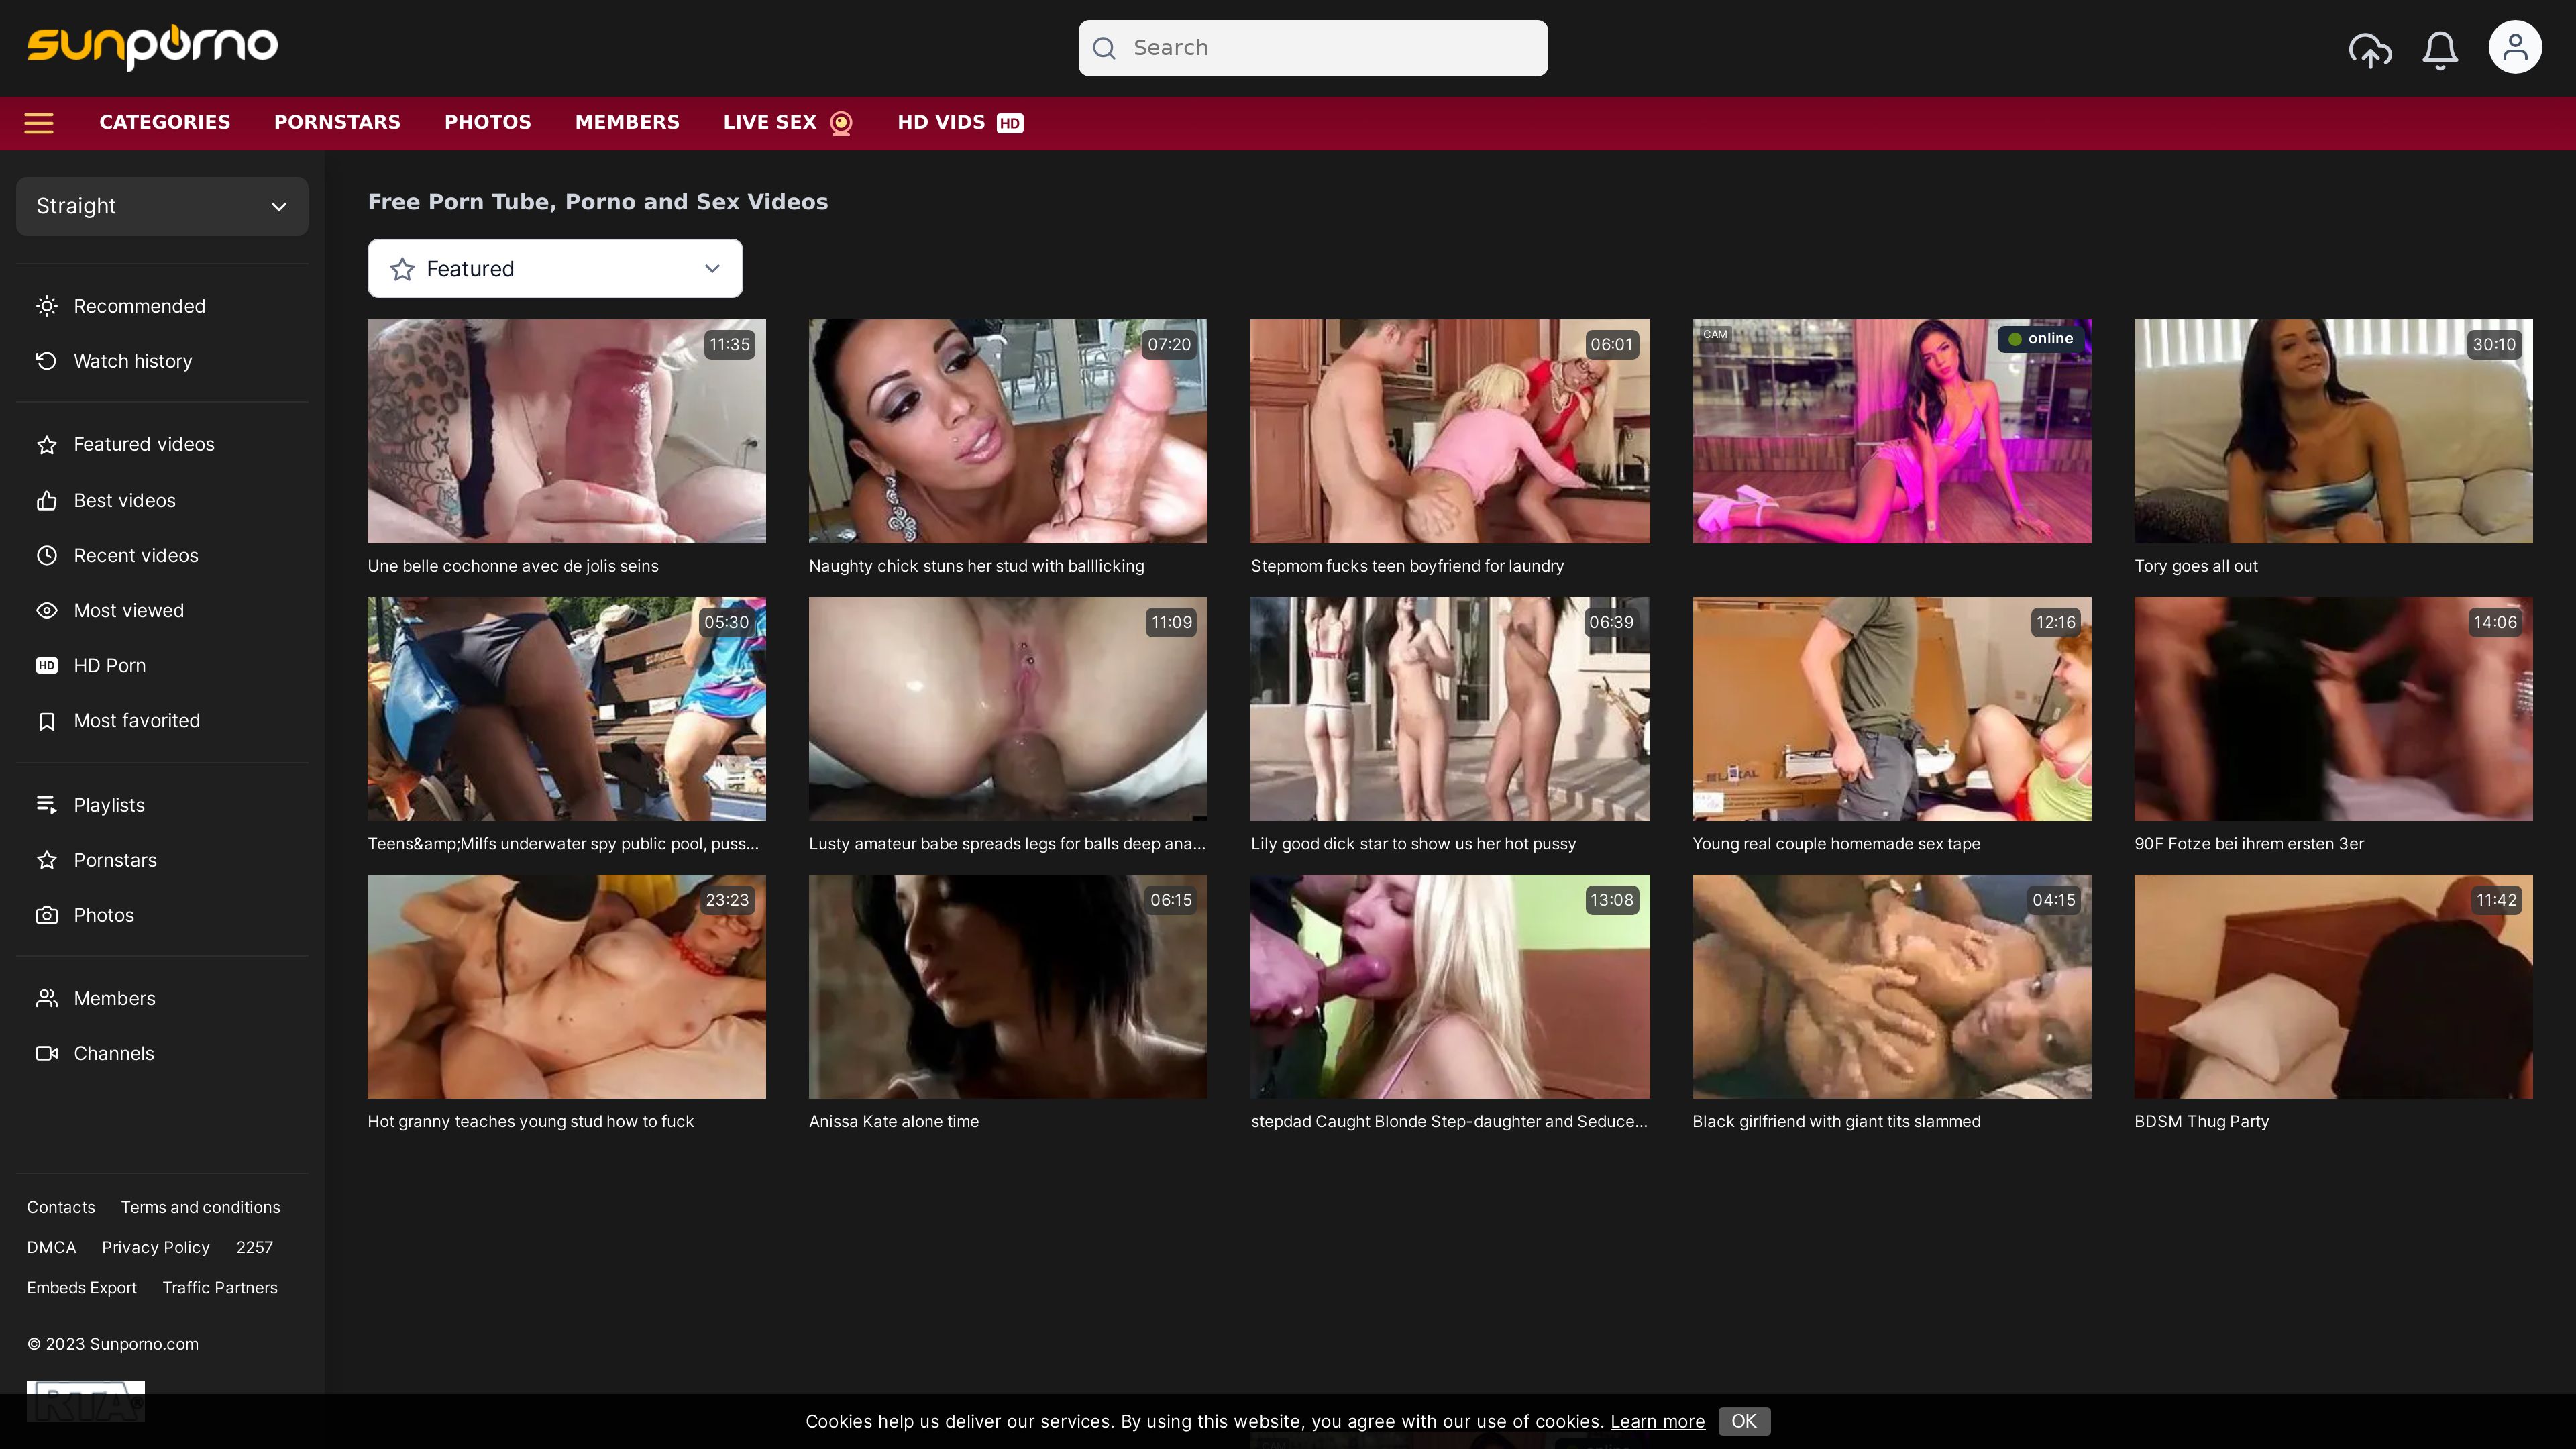 sunporno
Search
CATEGORIES PORNSTARS PHOTOS MEMBERS LIVE SEX HD VIDS HD
Straight
Recommended
Watch history
Featured videos
Best videos
Recent videos
Most viewed
HD HD Porn
Most favorited
Playlists
Pornstars
Photos
Members
Channels
Contacts Terms and conditions
DMCA Privacy Policy 2257
Embeds Export Traffic Partners
© 2023 Sunporno.com
RTA
Free Porn Tube, Porno and Sex Videos
Featured
11:35 07:20 06:01 CAM online 30:10
Une belle cochonne avec de jolis seins
Naughty chick stuns her stud with balllicking
Stepmom fucks teen boyfriend for laundry
Tory goes all out
05:30 11:09 06:39 12:16 14:06
Teens&amp;Milfs underwater spy public pool, puss...
Lusty amateur babe spreads legs for balls deep ana...
Lily good dick star to show us her hot pussy
Young real couple homemade sex tape
90F Fotze bei ihrem ersten 3er
23:23 06:15 13:08 04:15 11:42
Hot granny teaches young stud how to fuck
Anissa Kate alone time
stepdad Caught Blonde Step-daughter and Seduce...
Black girlfriend with giant tits slammed
BDSM Thug Party
Cookies help us deliver our services. By using this website, you agree with our use of cookies. Learn more OK